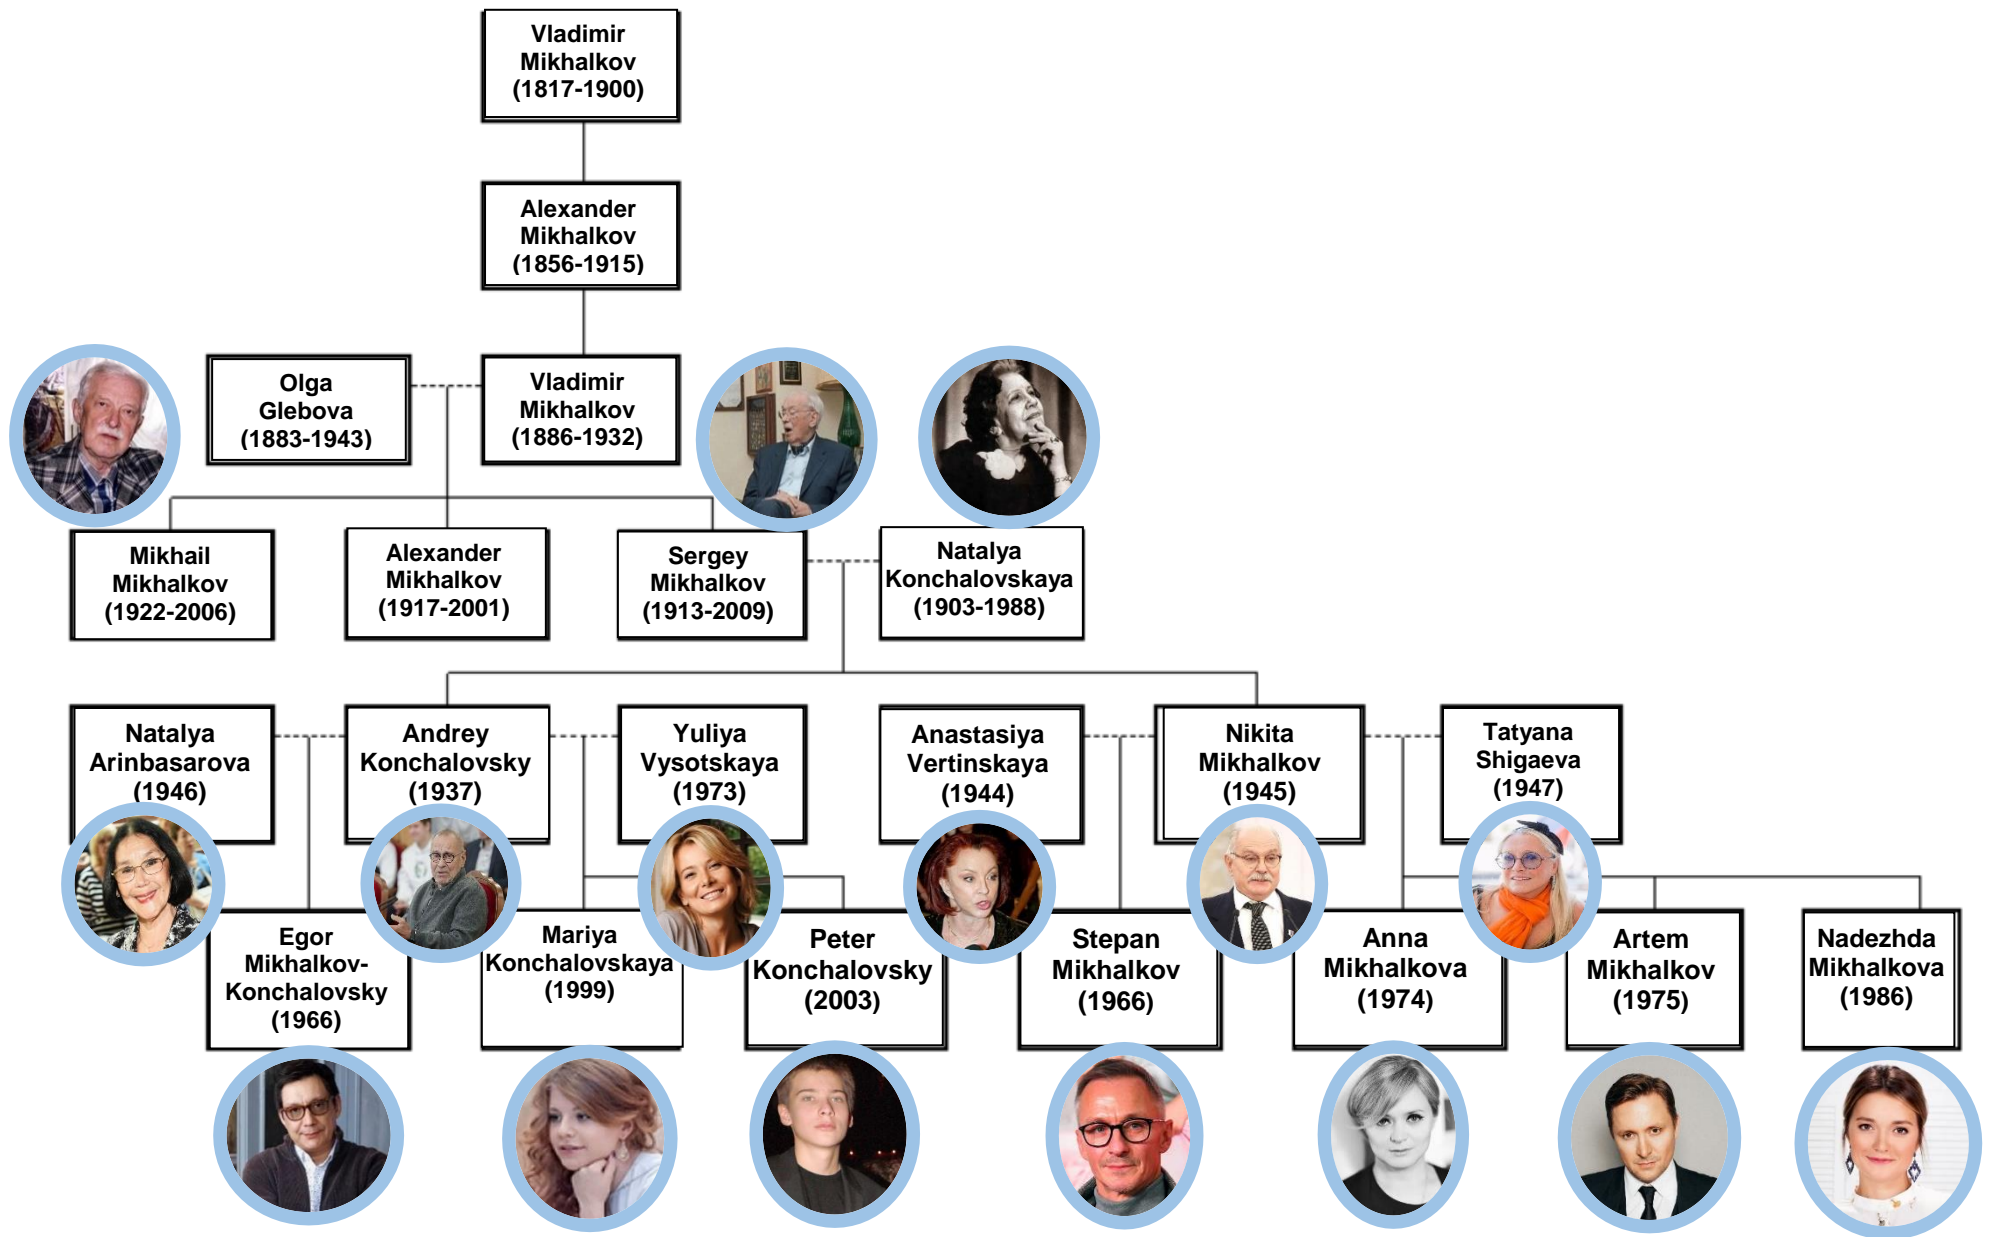 Vladimir
Mikhalkov
(1817-1900)
Alexander
Mikhalkov
(1856-1915)
Olga
Glebova
(1883-1943)
Vladimir
Mikhalkov
(1886-1932)
Mikhail
Mikhalkov
(1922-2006)
Alexander
Mikhalkov
(1917-2001)
Sergey
Mikhalkov
(1913-2009)
Natalya
Konchalovskaya
(1903-1988)
Natalya
Arinbasarova
(1946)
Andrey
Konchalovsky
(1937)
Yuliya
Vysotskaya
(1973)
Anastasiya
Vertinskaya
(1944)
Nikita
Mikhalkov
(1945)
Tatyana
Shigaeva
(1947)
Egor
Mikhalkov-
Konchalovsky
(1966)
Mariya
Konchalovskaya
(1999)
Peter
Konchalovsky
(2003)
Stepan
Mikhalkov
(1966)
Anna
Mikhalkova
(1974)
Artem
Mikhalkov
(1975)
Nadezhda
Mikhalkova
(1986)